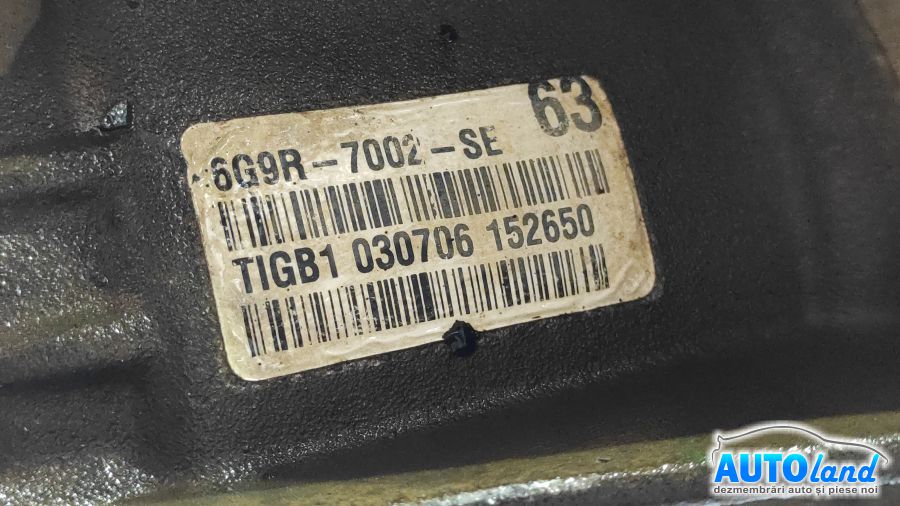 63
6G9R-7002-SE
TIGB1 030706 152650
AUTOland
dezmembrări auto și piese noi